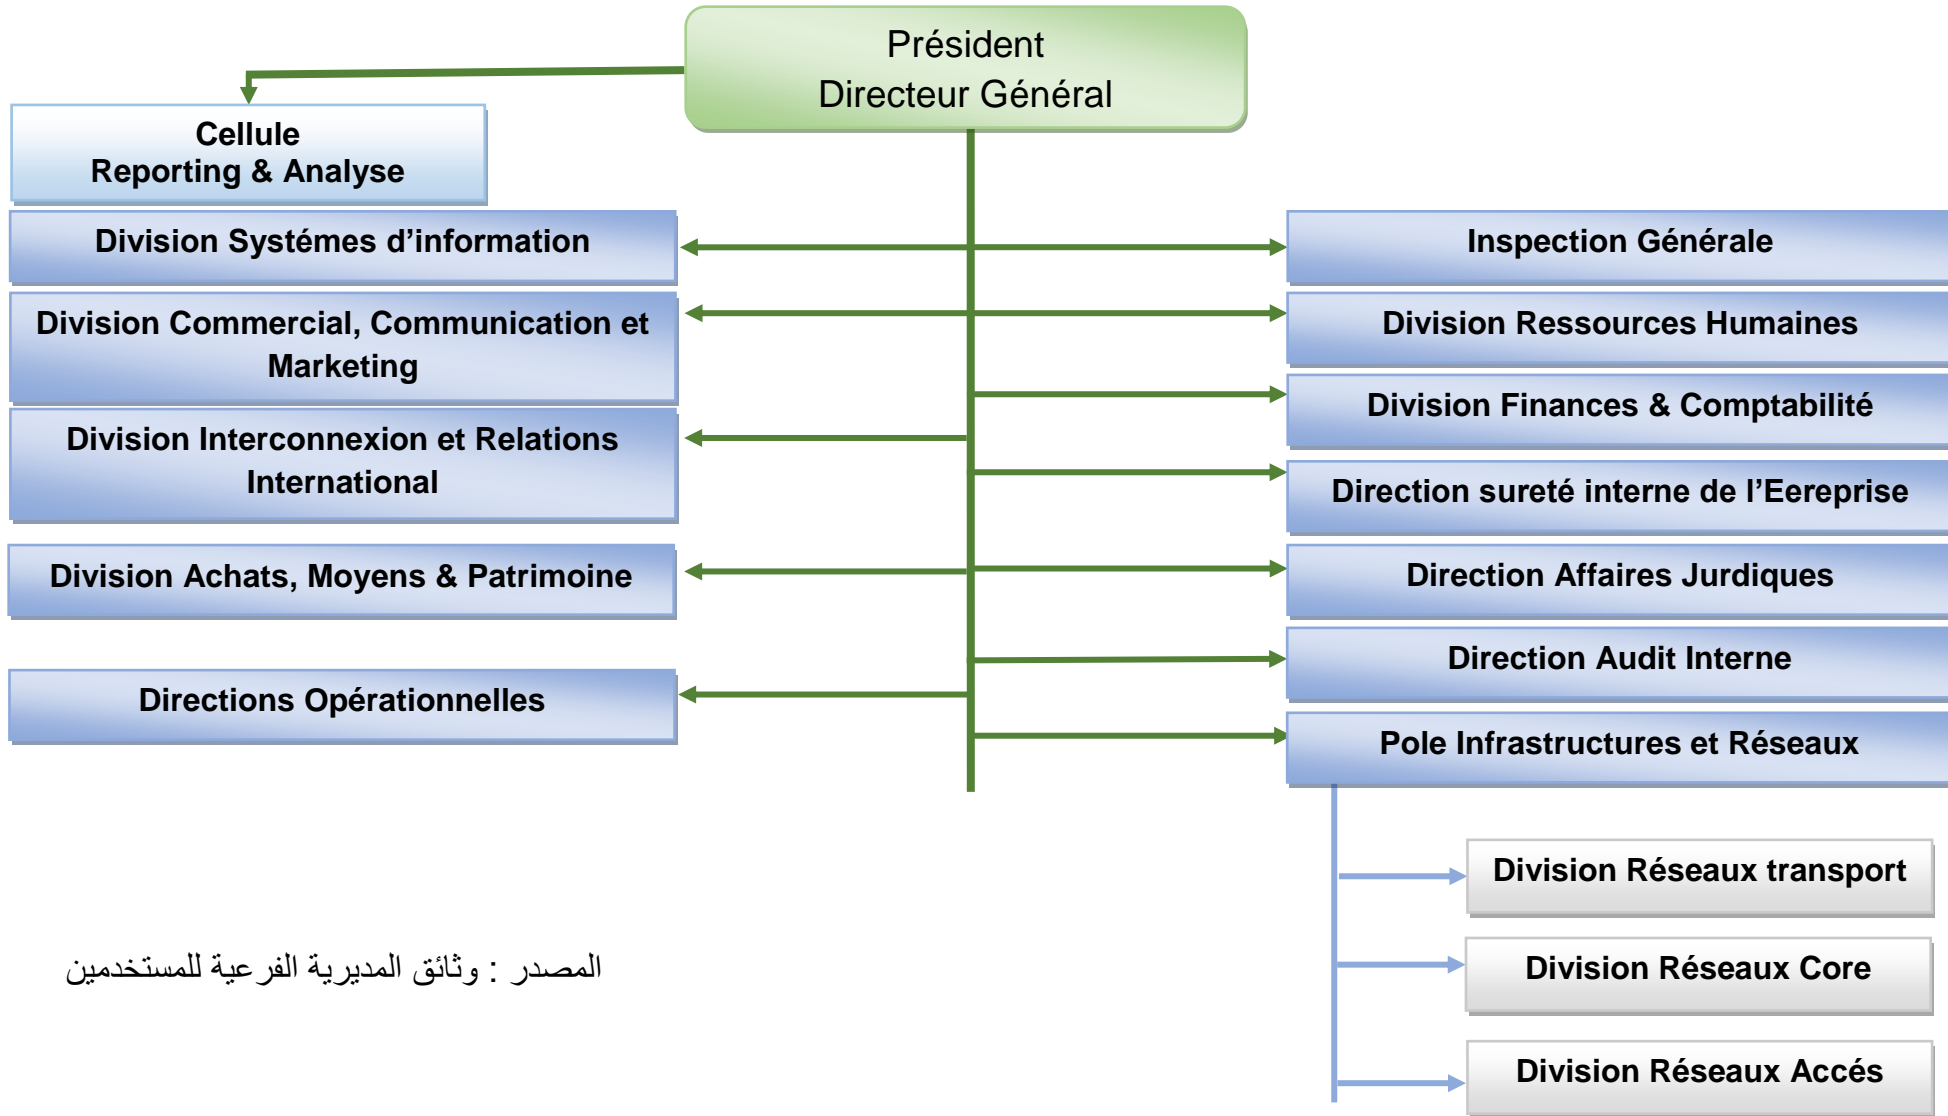 Président
Directeur Général
Cellule
Reporting & Analyse
Division Systémes d’information
Division Commercial, Communication et
Marketing
Division Interconnexion et Relations
International
Division Achats, Moyens & Patrimoine
Directions Opérationnelles
Inspection Générale
Division Ressources Humaines
Division Finances & Comptabilité
Direction sureté interne de l’Eereprise
Direction Affaires Jurdiques
Direction Audit Interne
Pole Infrastructures et Réseaux
Division Réseaux transport
Division Réseaux Core
Division Réseaux Accés
المصدر : وثائق المديرية الفرعية للمستخدمين